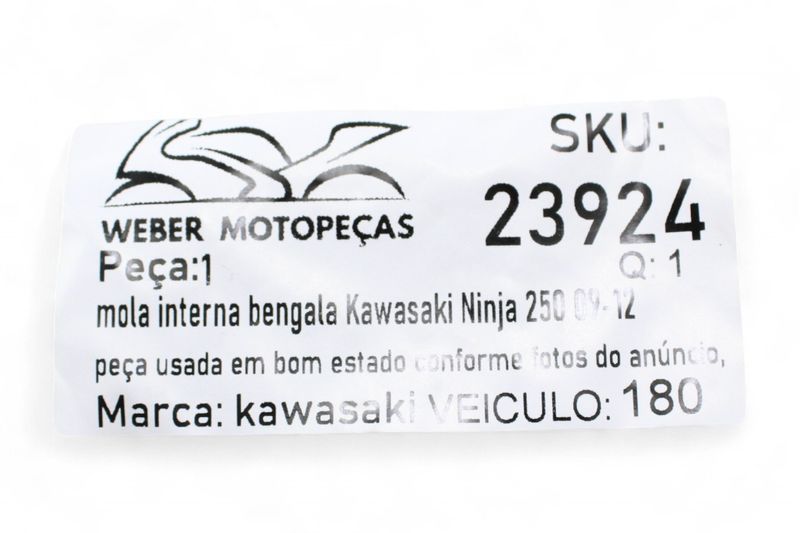 WEBER MOTOPEÇAS
SKU:
23924
Peça:1
Q: 1
mola interna bengala Kawasaki Ninja 250 09-12
peça usada em bom estado conforme fotos do anúncio,
Marca: kawasaki VEICULO: 180